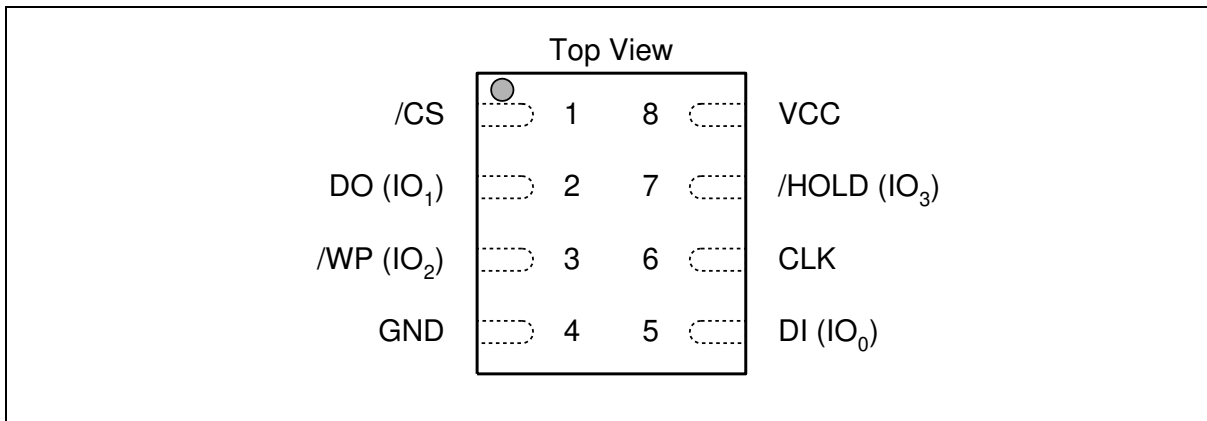 Top View
/CS 1 8 VCC
DO (IO₁) 2 7 /HOLD (IO₃)
/WP (IO₂) 3 6 CLK
GND 4 5 DI (IO₀)